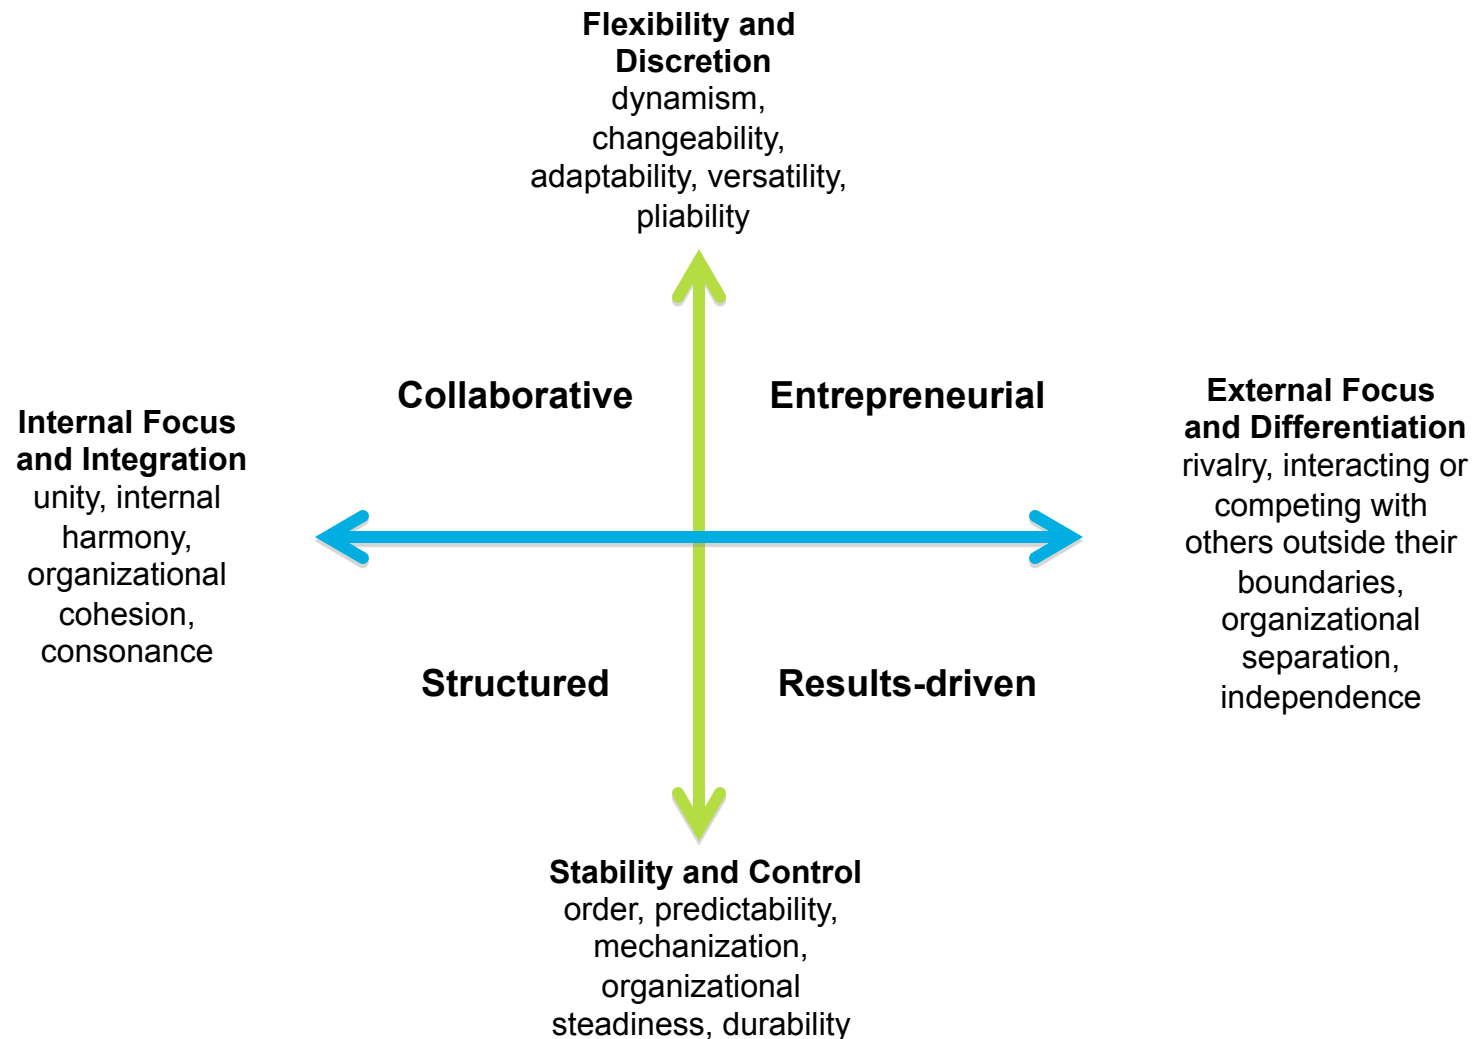 Flexibility and
Discretion
dynamism,
changeability,
adaptability, versatility,
pliability
Collaborative
Entrepreneurial
Internal Focus
and Integration
unity, internal
harmony,
organizational
cohesion,
consonance
External Focus
and Differentiation
rivalry, interacting or
competing with
others outside their
boundaries,
organizational
separation,
independence
Structured
Results-driven
Stability and Control
order, predictability,
mechanization,
organizational
steadiness, durability